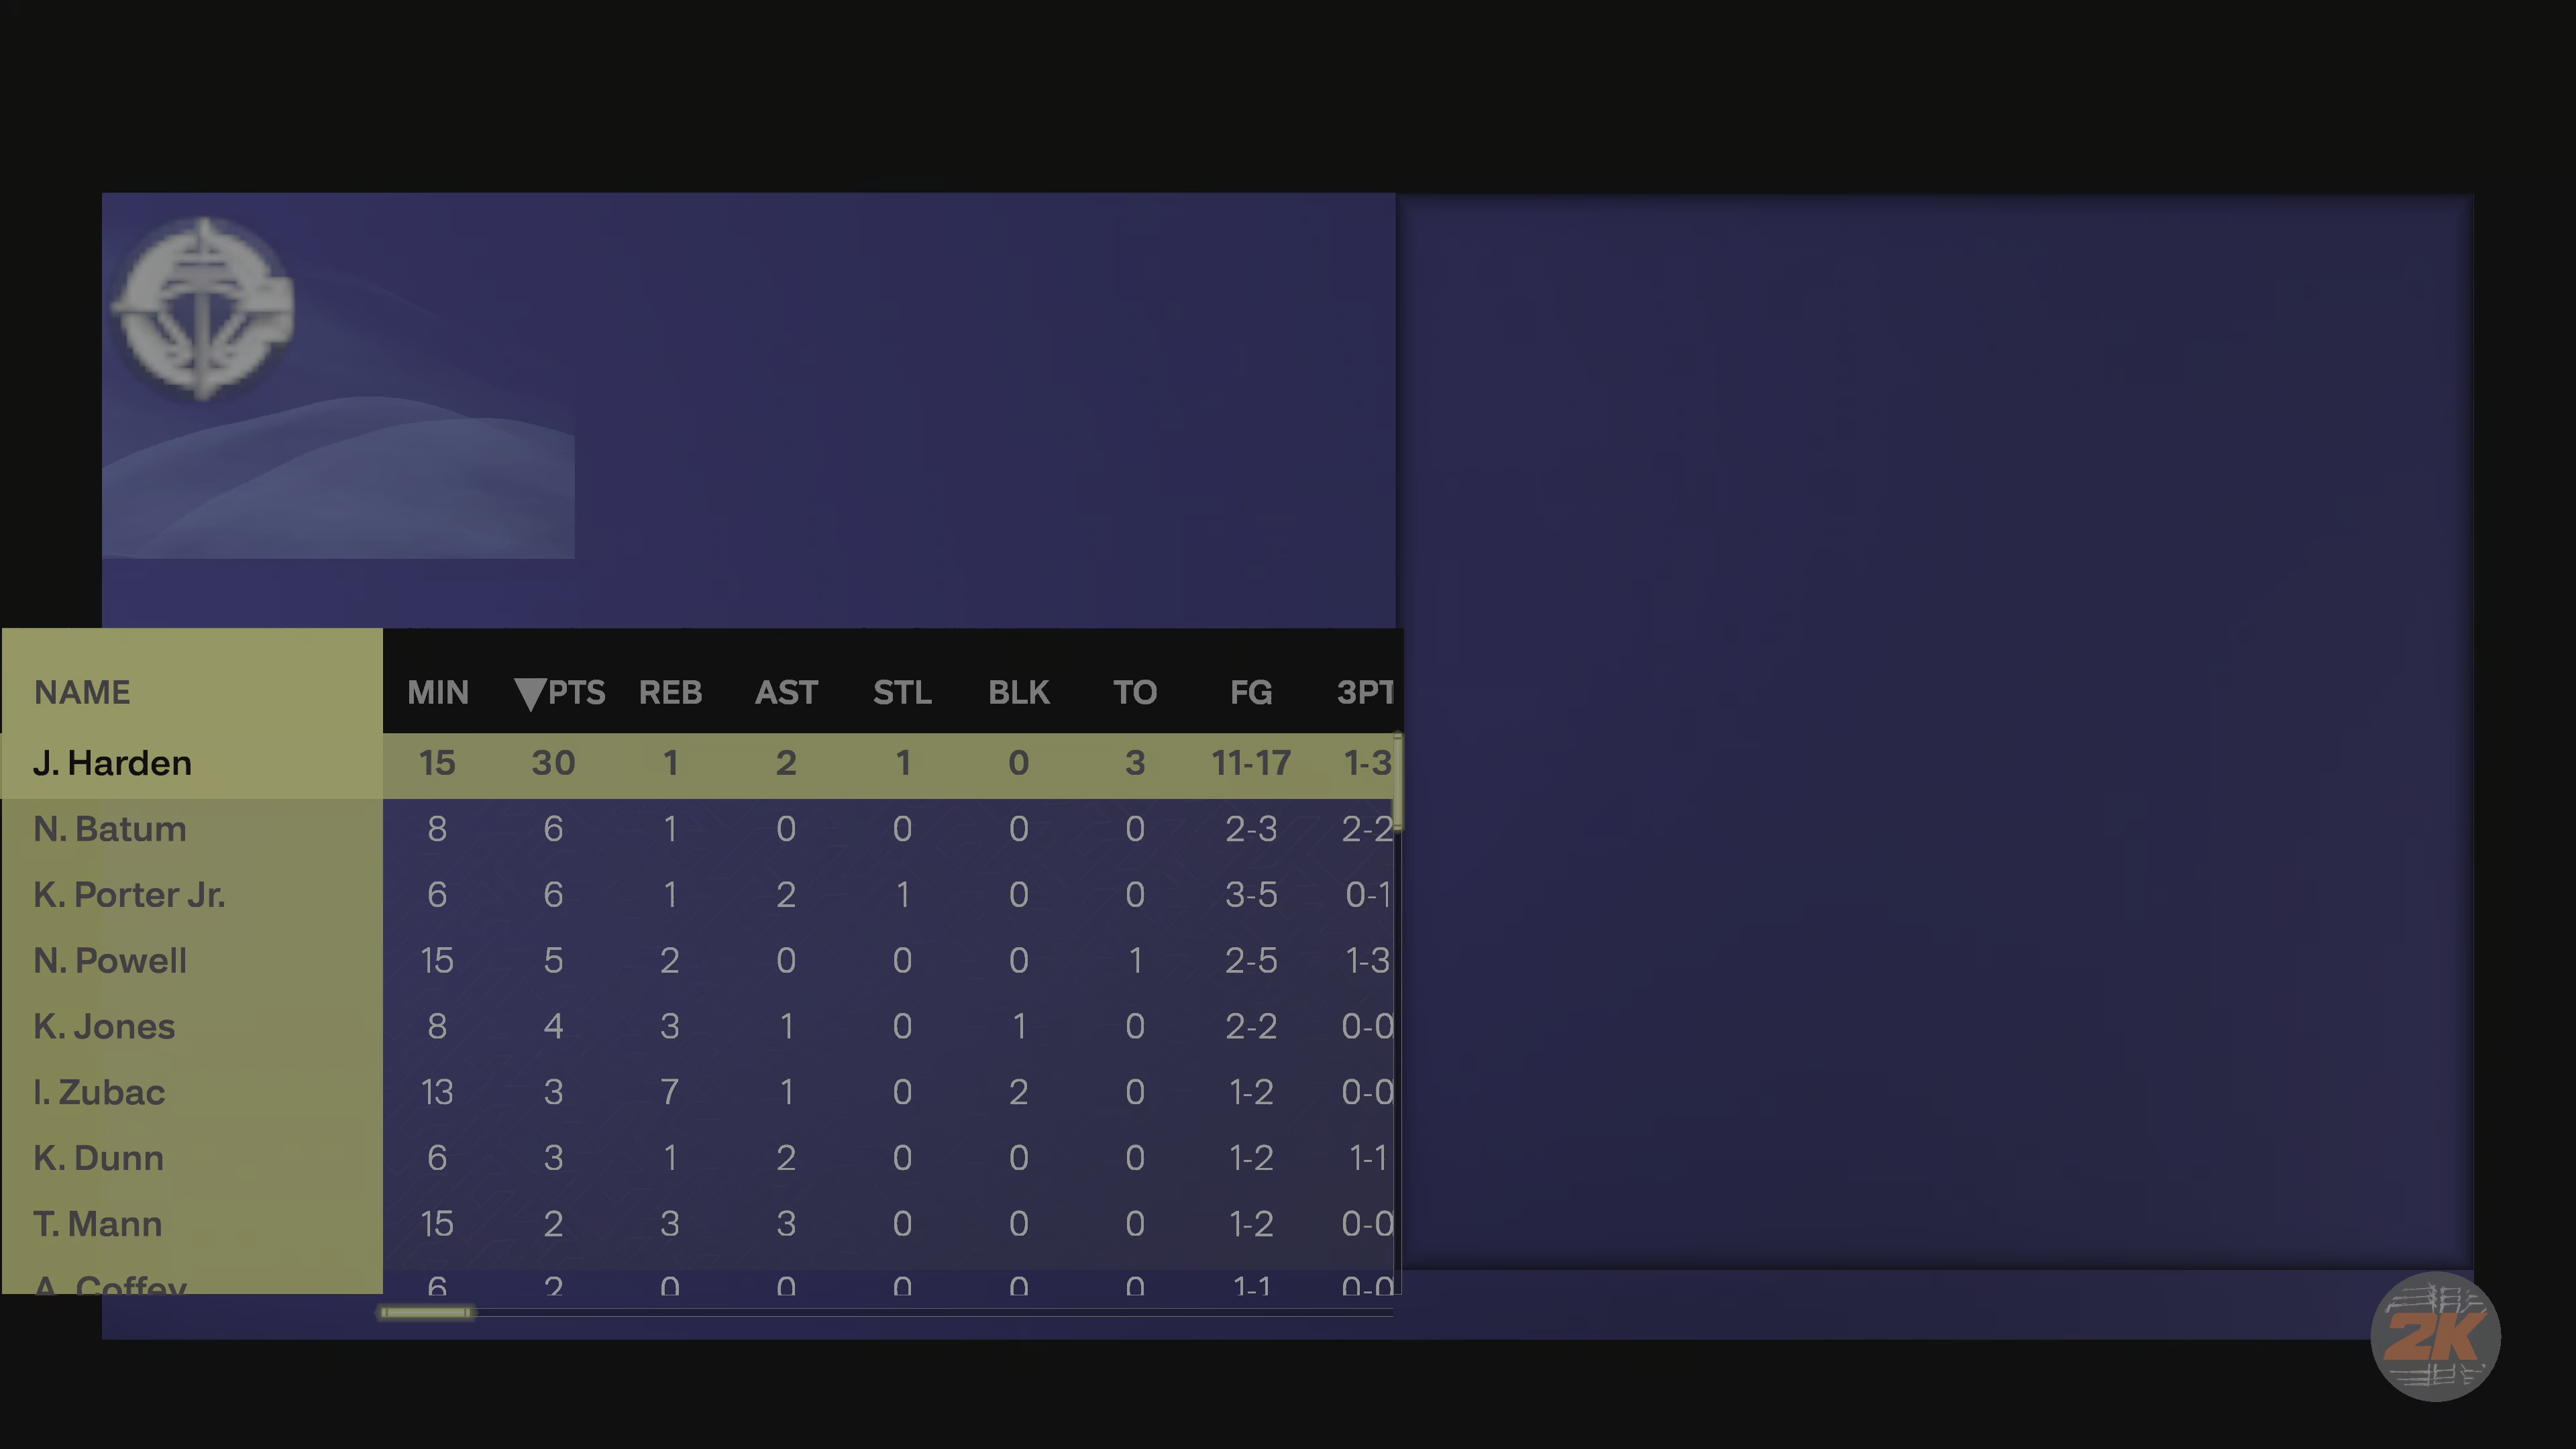 NAME MIN ▼PTS REB AST STL BLK TO FG 3PT
J. Harden 15 30 1 2 1 0 3 11-17 1-3
N. Batum 8 6 1 0 0 0 0 2-3 2-2
K. Porter Jr. 6 6 1 2 1 0 0 3-5 0-1
N. Powell 15 5 2 0 0 0 1 2-5 1-3
K. Jones 8 4 3 1 0 1 0 2-2 0-0
I. Zubac 13 3 7 1 0 2 0 1-2 0-0
K. Dunn 6 3 1 2 0 0 0 1-2 1-1
T. Mann 15 2 3 3 0 0 0 1-2 0-0
A. Coffey 6 2 0 0 0 0 0 1-1 0-0
2K